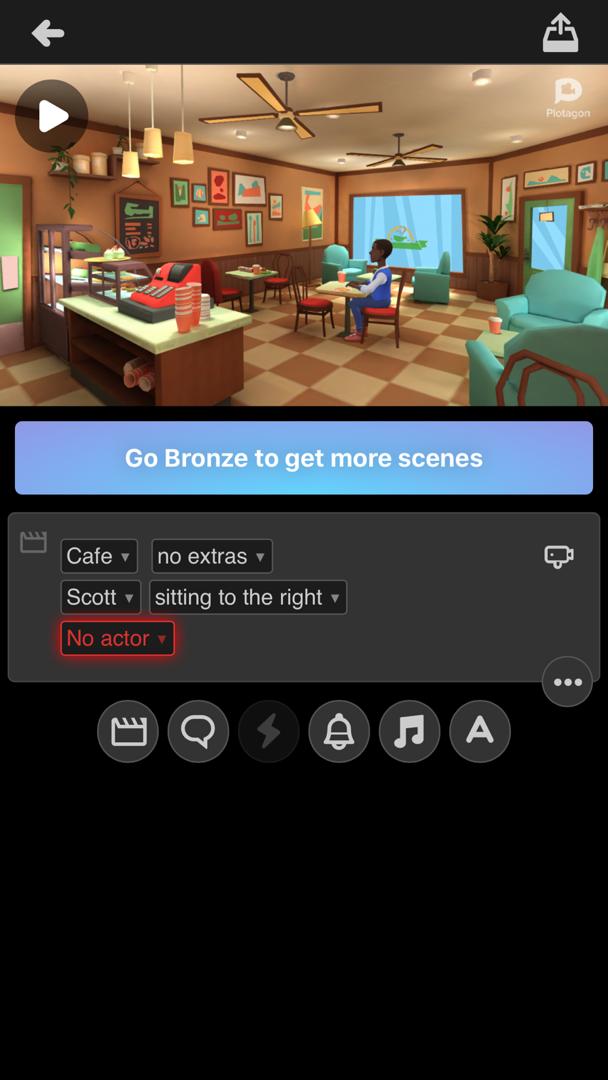 Plotagon
Go Bronze to get more scenes
Cafe no extras
Scott sitting to the right
No actor